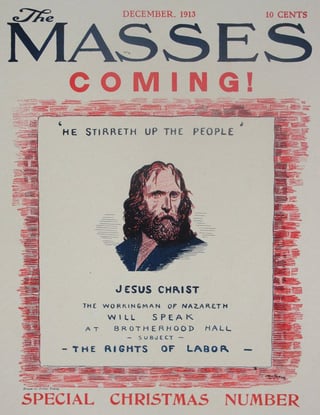 The
DECEMBER, 1913
10 CENTS
MASSES
COMING!
"HE STIRRETH UP THE PEOPLE"
JESUS CHRIST
THE WORKINGMAN OF NAZARETH
WILL SPEAK
AT BROTHERHOOD HALL
– SUBJECT –
– THE RIGHTS OF LABOR –
SPECIAL CHRISTMAS NUMBER